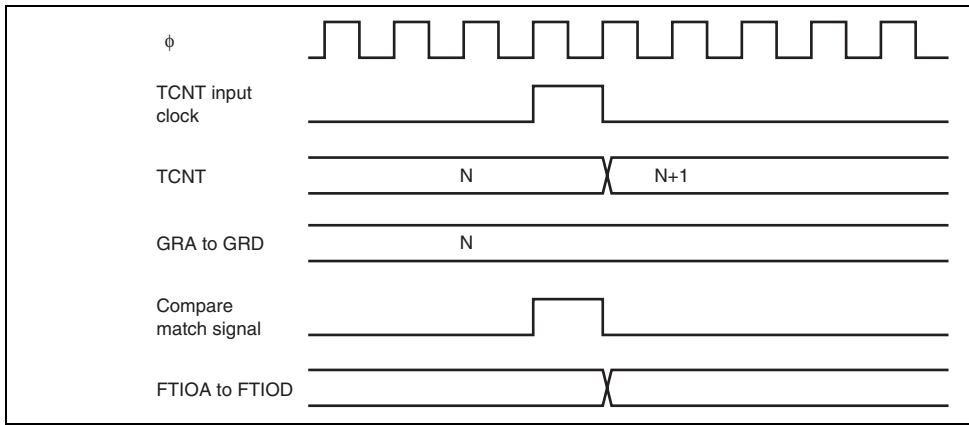 ϕ
TCNT input
clock
TCNT
N
N+1
GRA to GRD
N
Compare
match signal
FTIOA to FTIOD